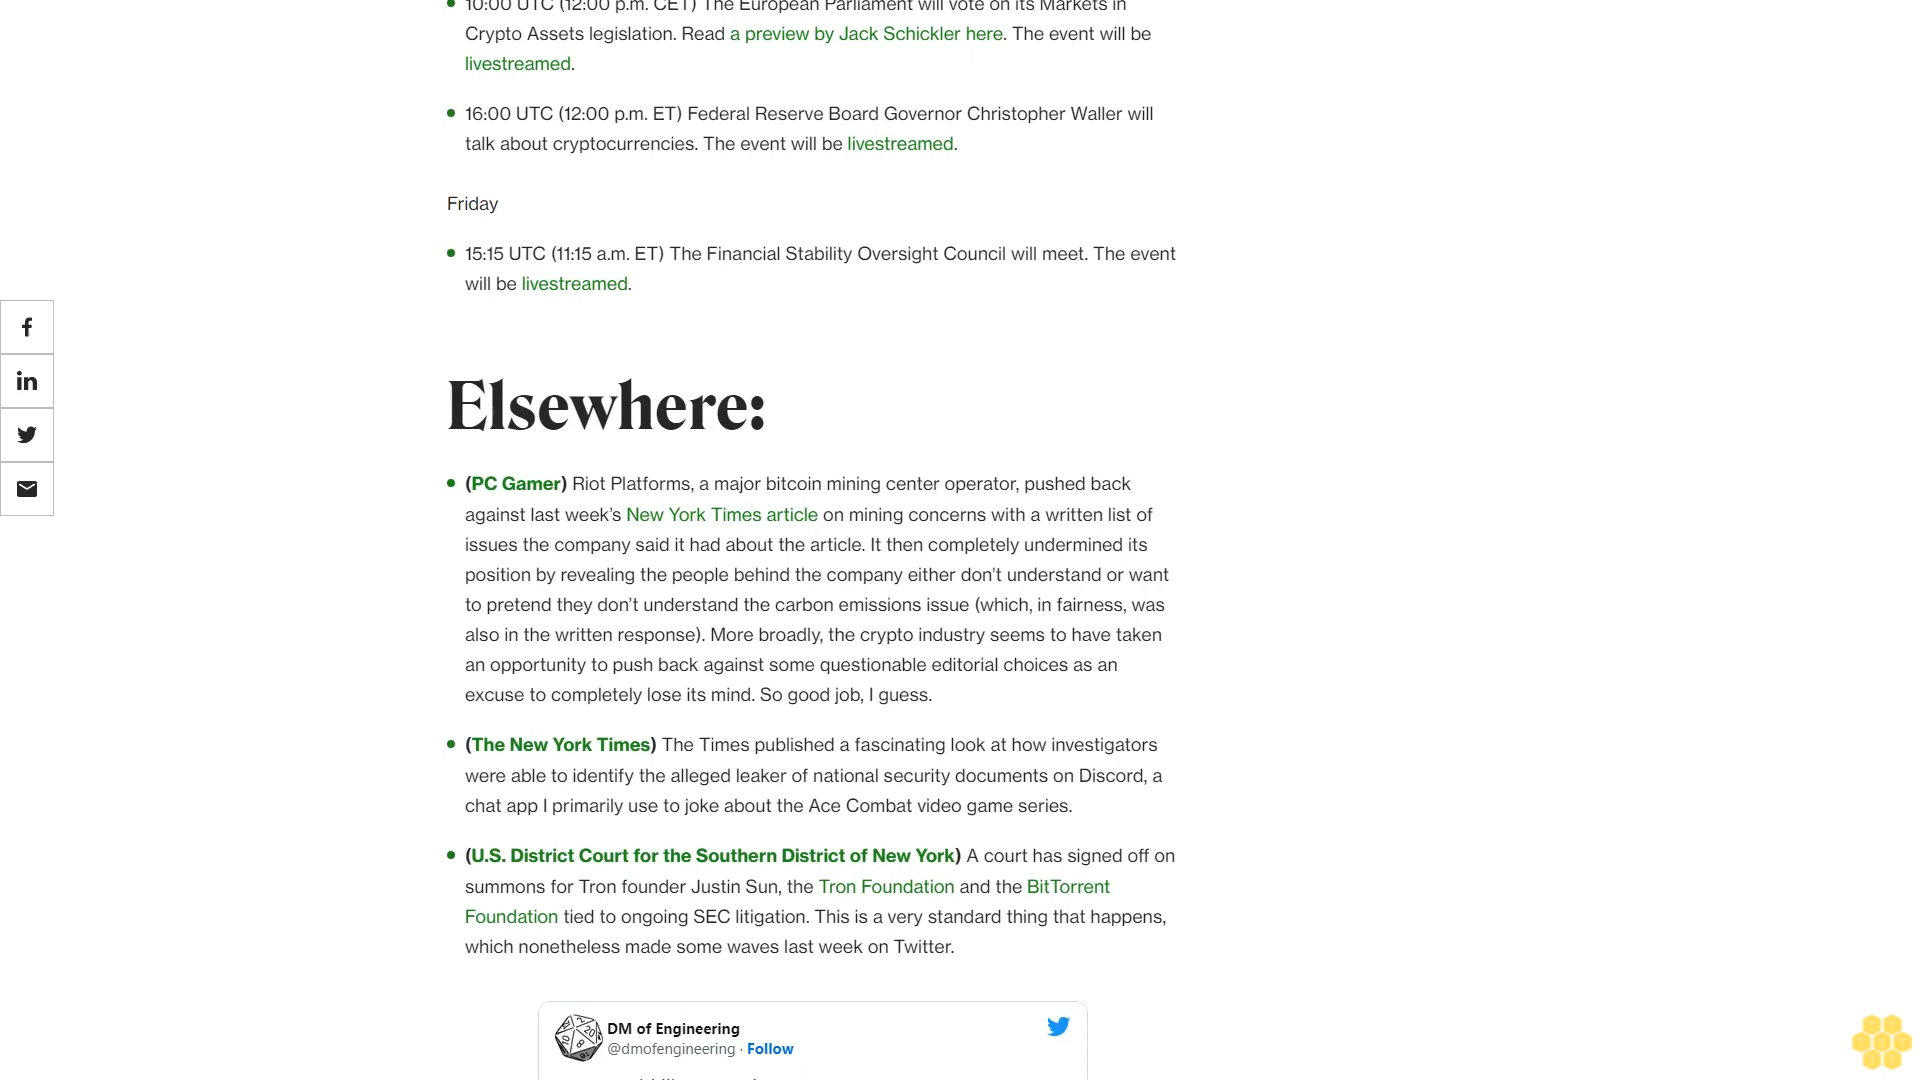 10:00 UTC (12:00 p.m. CET) The European Parliament will vote on its Markets in
Crypto Assets legislation. Read a preview by Jack Schickler here. The event will be
livestreamed.
16:00 UTC (12:00 p.m. ET) Federal Reserve Board Governor Christopher Waller will
talk about cryptocurrencies. The event will be livestreamed.
Friday
15:15 UTC (11:15 a.m. ET) The Financial Stability Oversight Council will meet. The event
will be livestreamed.
Elsewhere:
(PC Gamer) Riot Platforms, a major bitcoin mining center operator, pushed back
against last week’s New York Times article on mining concerns with a written list of
issues the company said it had about the article. It then completely undermined its
position by revealing the people behind the company either don’t understand or want
to pretend they don’t understand the carbon emissions issue (which, in fairness, was
also in the written response). More broadly, the crypto industry seems to have taken
an opportunity to push back against some questionable editorial choices as an
excuse to completely lose its mind. So good job, I guess.
(The New York Times) The Times published a fascinating look at how investigators
were able to identify the alleged leaker of national security documents on Discord, a
chat app I primarily use to joke about the Ace Combat video game series.
(U.S. District Court for the Southern District of New York) A court has signed off on
summons for Tron founder Justin Sun, the Tron Foundation and the BitTorrent
Foundation tied to ongoing SEC litigation. This is a very standard thing that happens,
which nonetheless made some waves last week on Twitter.
DM of Engineering
@dmofengineering · Follow